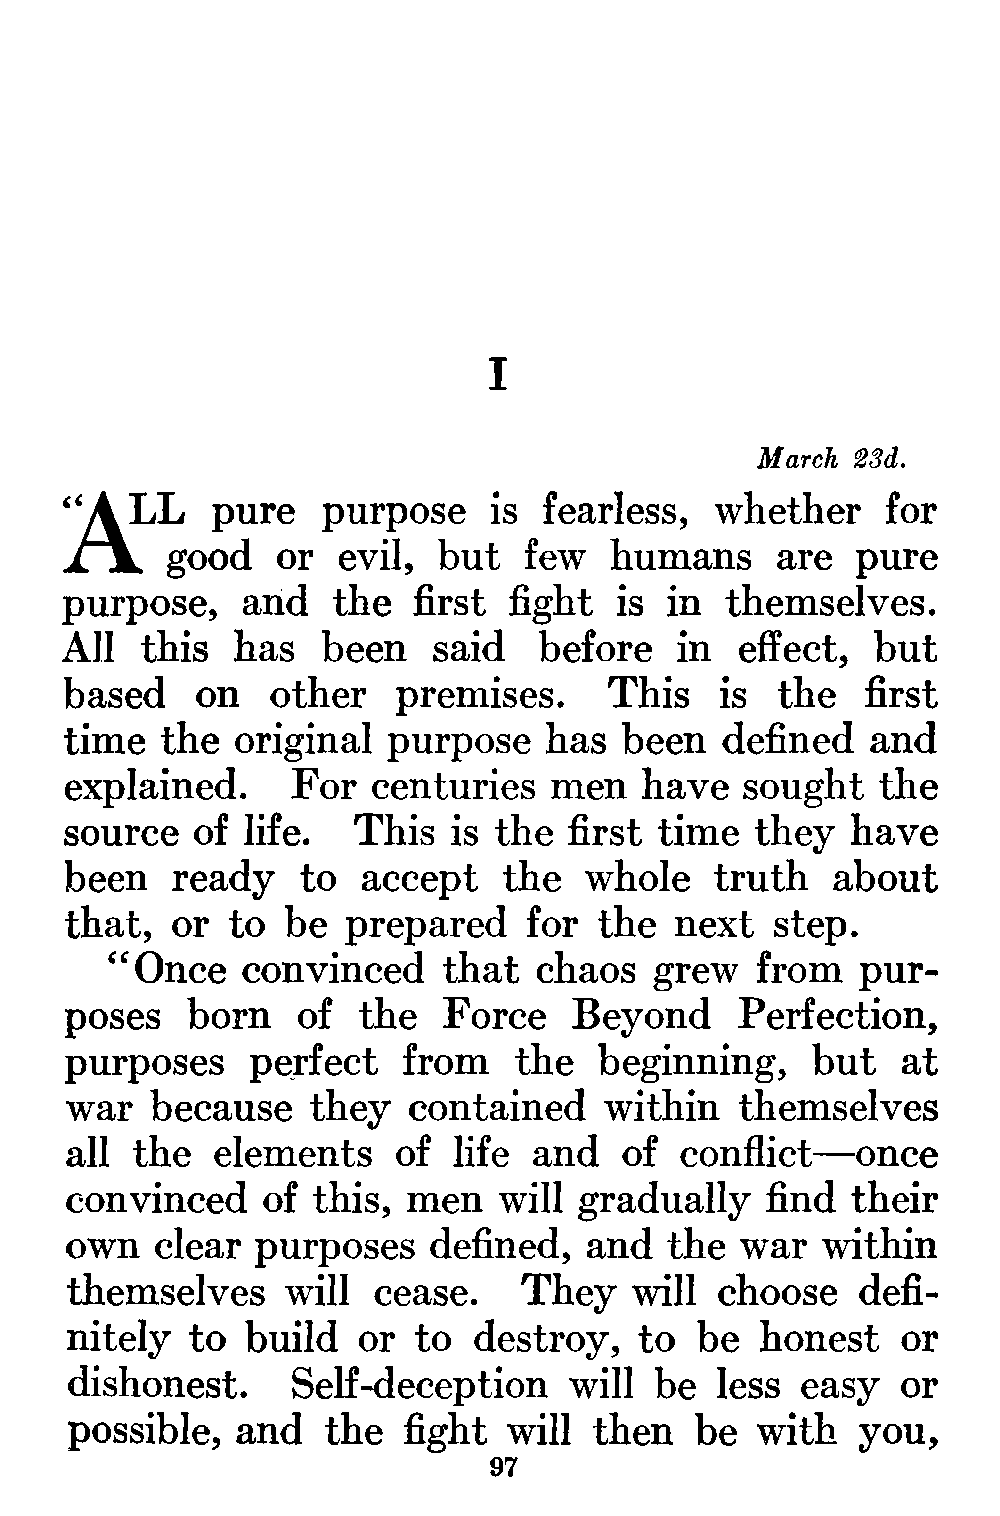 I
March 23d.
“ALL pure purpose is fearless, whether for
good or evil, but few humans are pure
purpose, and the first fight is in themselves.
All this has been said before in effect, but
based on other premises. This is the first
time the original purpose has been defined and
explained. For centuries men have sought the
source of life. This is the first time they have
been ready to accept the whole truth about
that, or to be prepared for the next step.
“Once convinced that chaos grew from pur-
poses born of the Force Beyond Perfection,
purposes perfect from the beginning, but at
war because they contained within themselves
all the elements of life and of conflict—once
convinced of this, men will gradually find their
own clear purposes defined, and the war within
themselves will cease. They will choose defi-
nitely to build or to destroy, to be honest or
dishonest. Self-deception will be less easy or
possible, and the fight will then be with you,
97